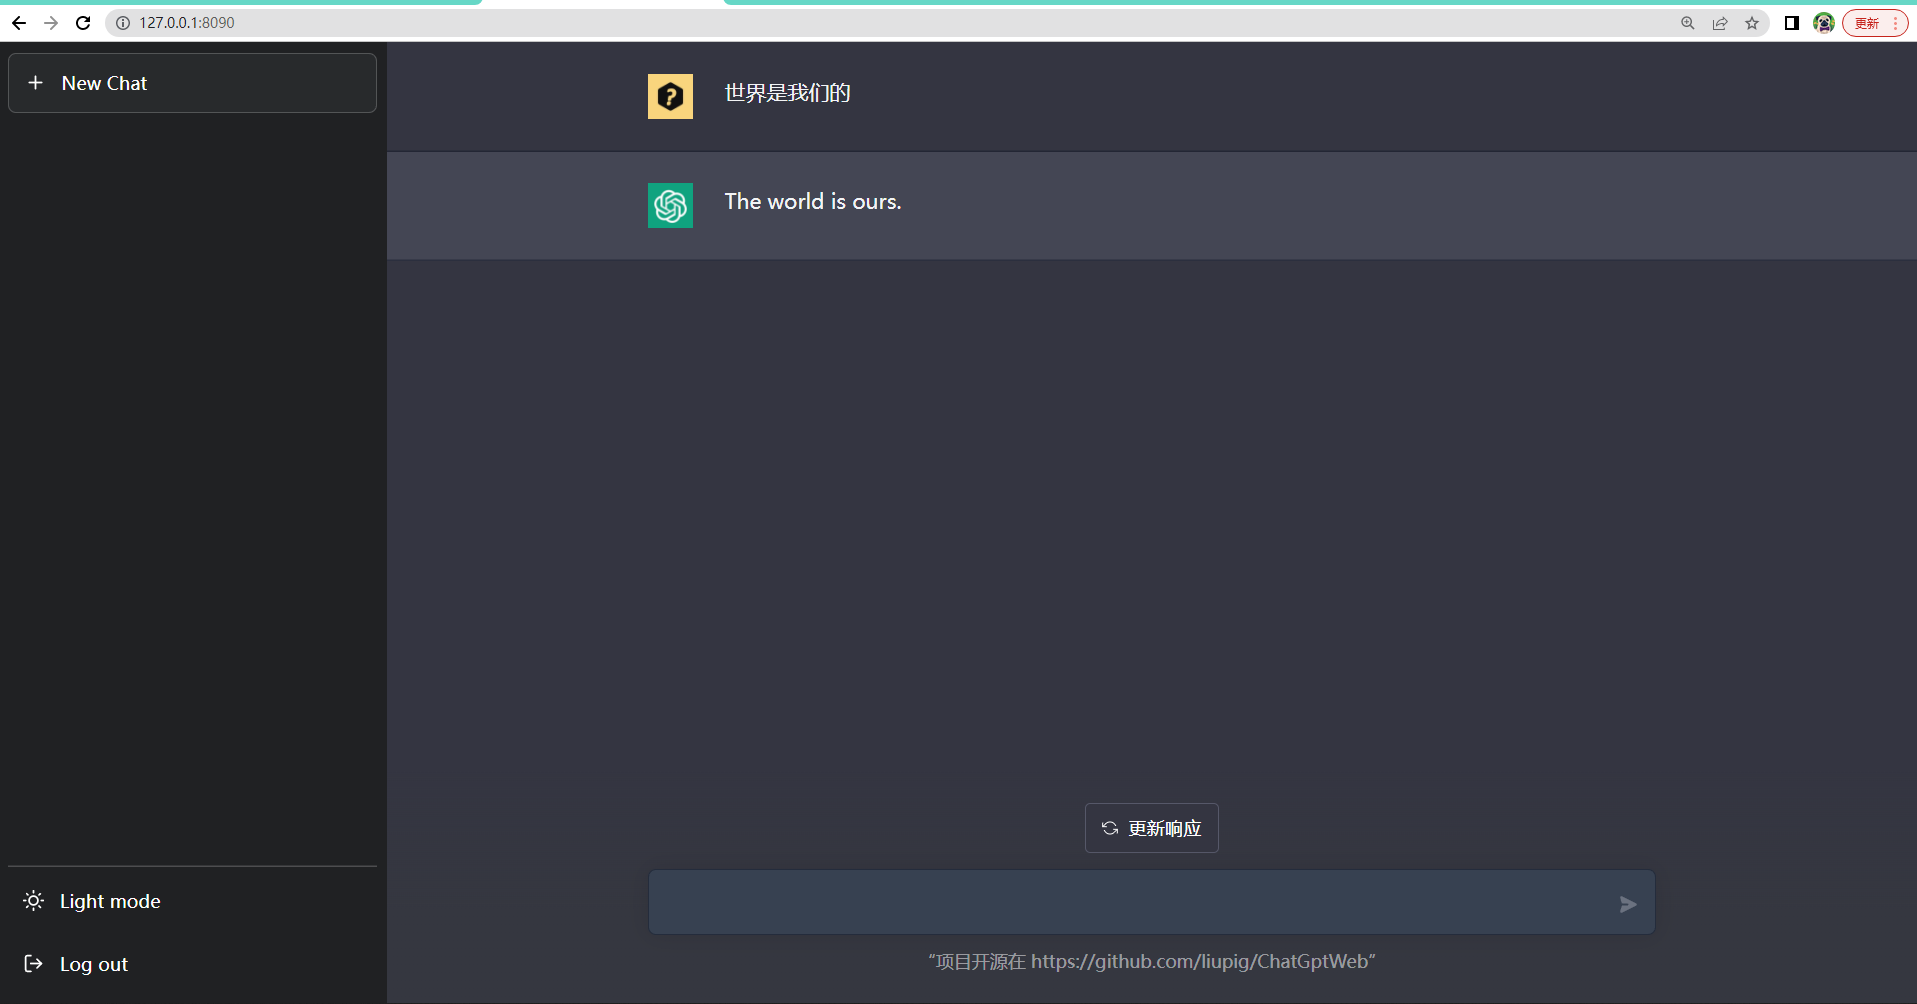 127.0.0.1:8090
更新
New Chat
世界是我们的
The world is ours.
更新响应
Light mode
Log out
“项目开源在 https://github.com/liupig/ChatGptWeb”